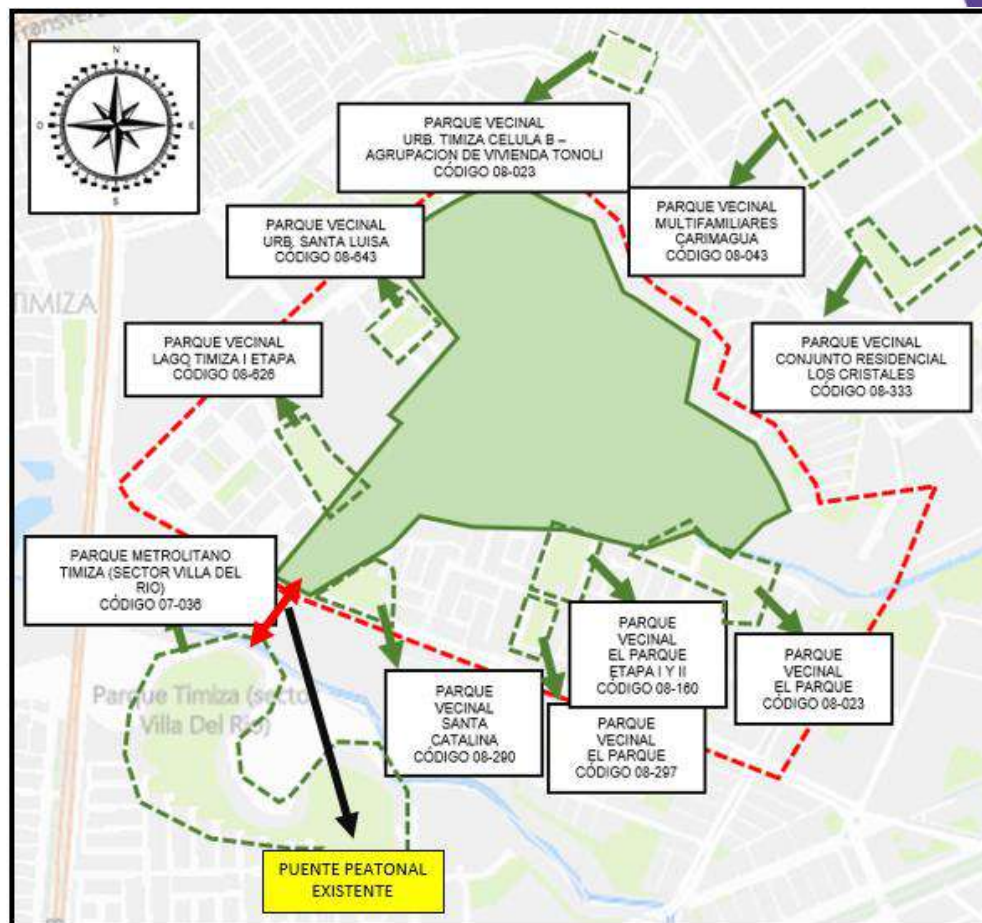 Transvers
N
O
E
S
PARQUE VECINAL
URB. TIMIZA CELULA B –
AGRUPACION DE VIVIENDA TONOLI
CÓDIGO 08-023
PARQUE VECINAL
MULTIFAMILIARES
CARIMAGUA
CÓDIGO 08-043
PARQUE VECINAL
URB. SANTA LUISA
CÓDIGO 08-643
TIMIZA
PARQUE VECINAL
LAGO TIMIZA I ETAPA
CÓDIGO 08-626
PARQUE VECINAL
CONJUNTO RESIDENCIAL
LOS CRISTALES
CÓDIGO 08-333
PARQUE METROLITANO
TIMIZA (SECTOR VILLA DEL
RIO)
CÓDIGO 07-036
PARQUE
VECINAL
EL PARQUE
ETAPA I Y II
CÓDIGO 08-160
PARQUE
VECINAL
EL PARQUE
CÓDIGO 08-023
Parque Timiza (secto
Villa Del Rio)
PARQUE
VECINAL
SANTA
CATALINA
CÓDIGO 08-290
PARQUE
VECINAL
EL PARQUE
CÓDIGO 08-297
PUENTE PEATONAL
EXISTENTE